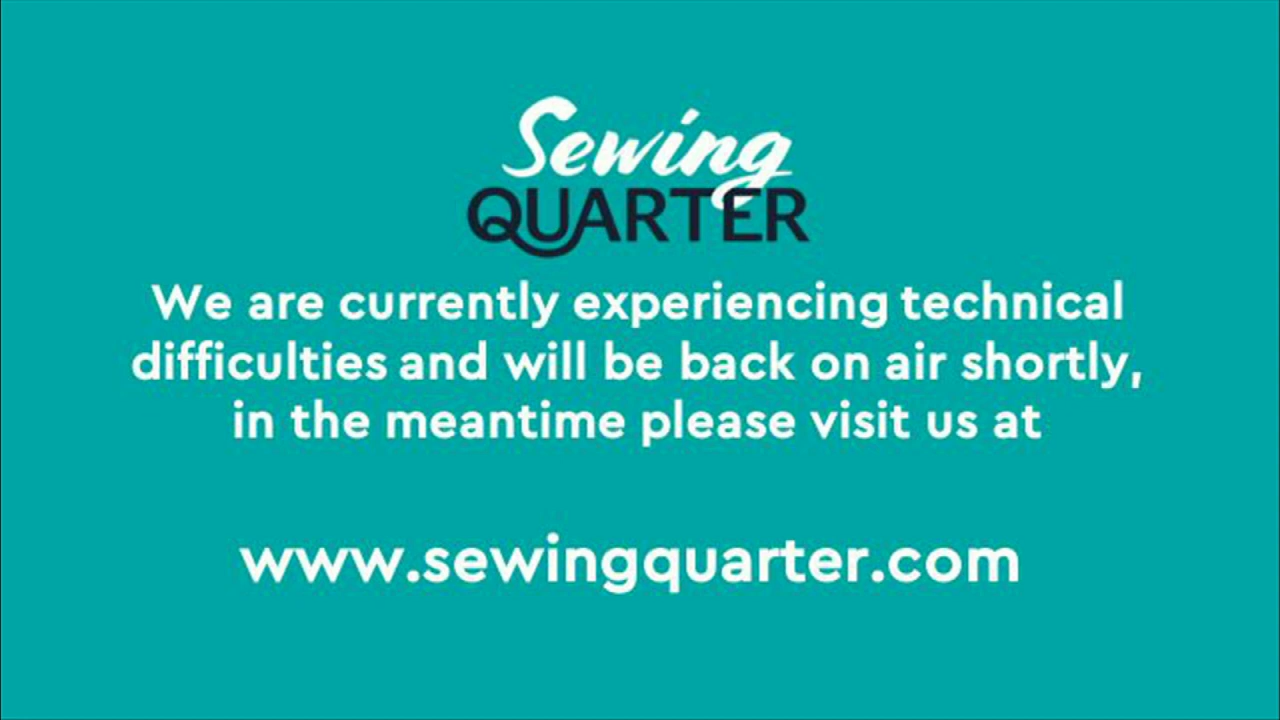 Sewing
QUARTER
We are currently experiencing technical
difficulties and will be back on air shortly,
in the meantime please visit us at
www.sewingquarter.com